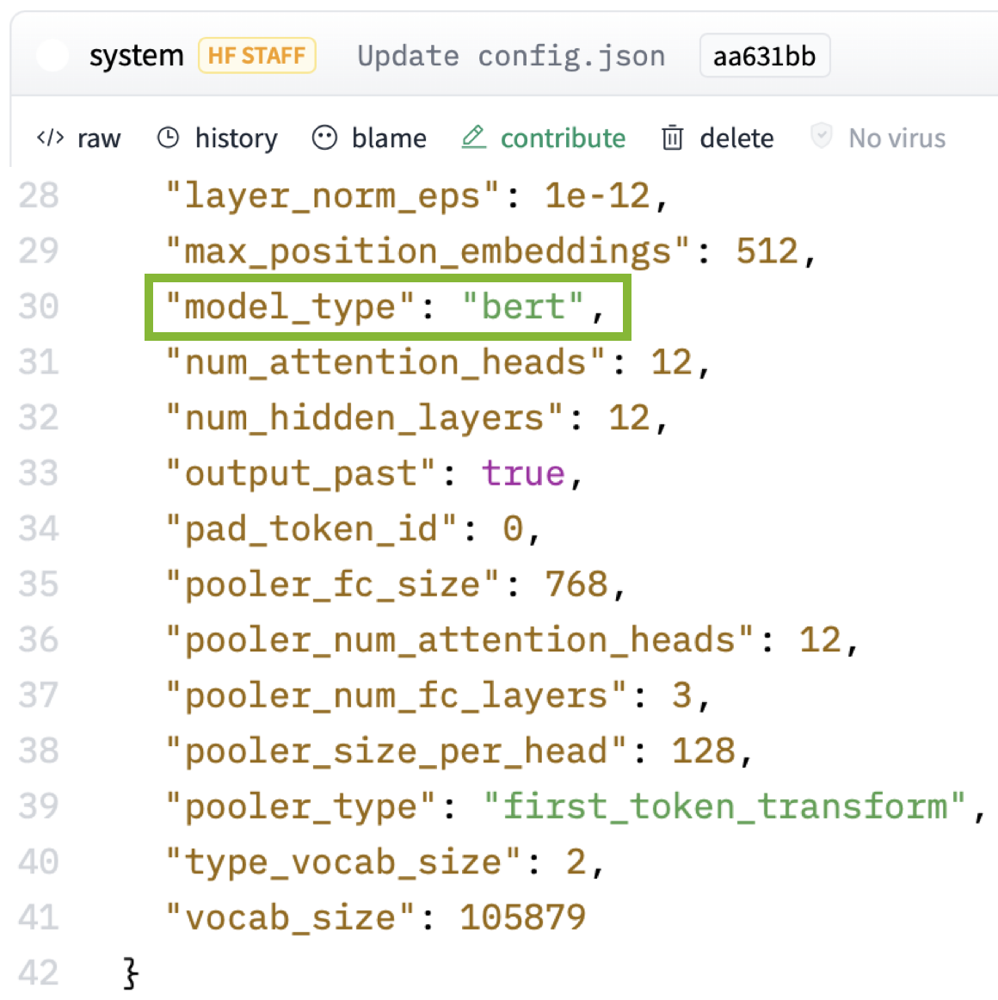 system HF STAFF Update config.json aa631bb
</> raw history blame contribute delete No virus
28 "layer_norm_eps": 1e-12,
29 "max_position_embeddings": 512,
30 "model_type": "bert",
31 "num_attention_heads": 12,
32 "num_hidden_layers": 12,
33 "output_past": true,
34 "pad_token_id": 0,
35 "pooler_fc_size": 768,
36 "pooler_num_attention_heads": 12,
37 "pooler_num_fc_layers": 3,
38 "pooler_size_per_head": 128,
39 "pooler_type": "first_token_transform",
40 "type_vocab_size": 2,
41 "vocab_size": 105879
42 }